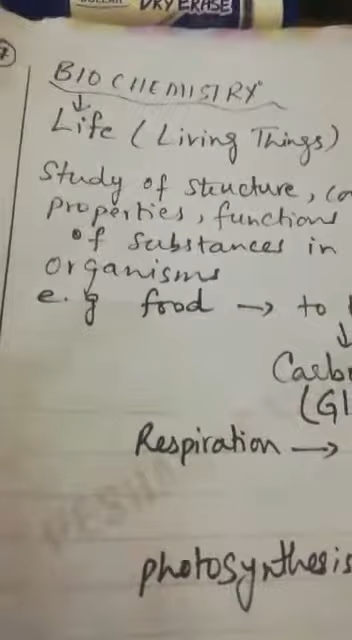 DRY ERASE
BIOCHEMISTRY
Life (Living Things)
Study of structure,
properties, functions
of substances in
organisms
e.g food → to
Carb
(Gl
Respiration →
photosynthesis